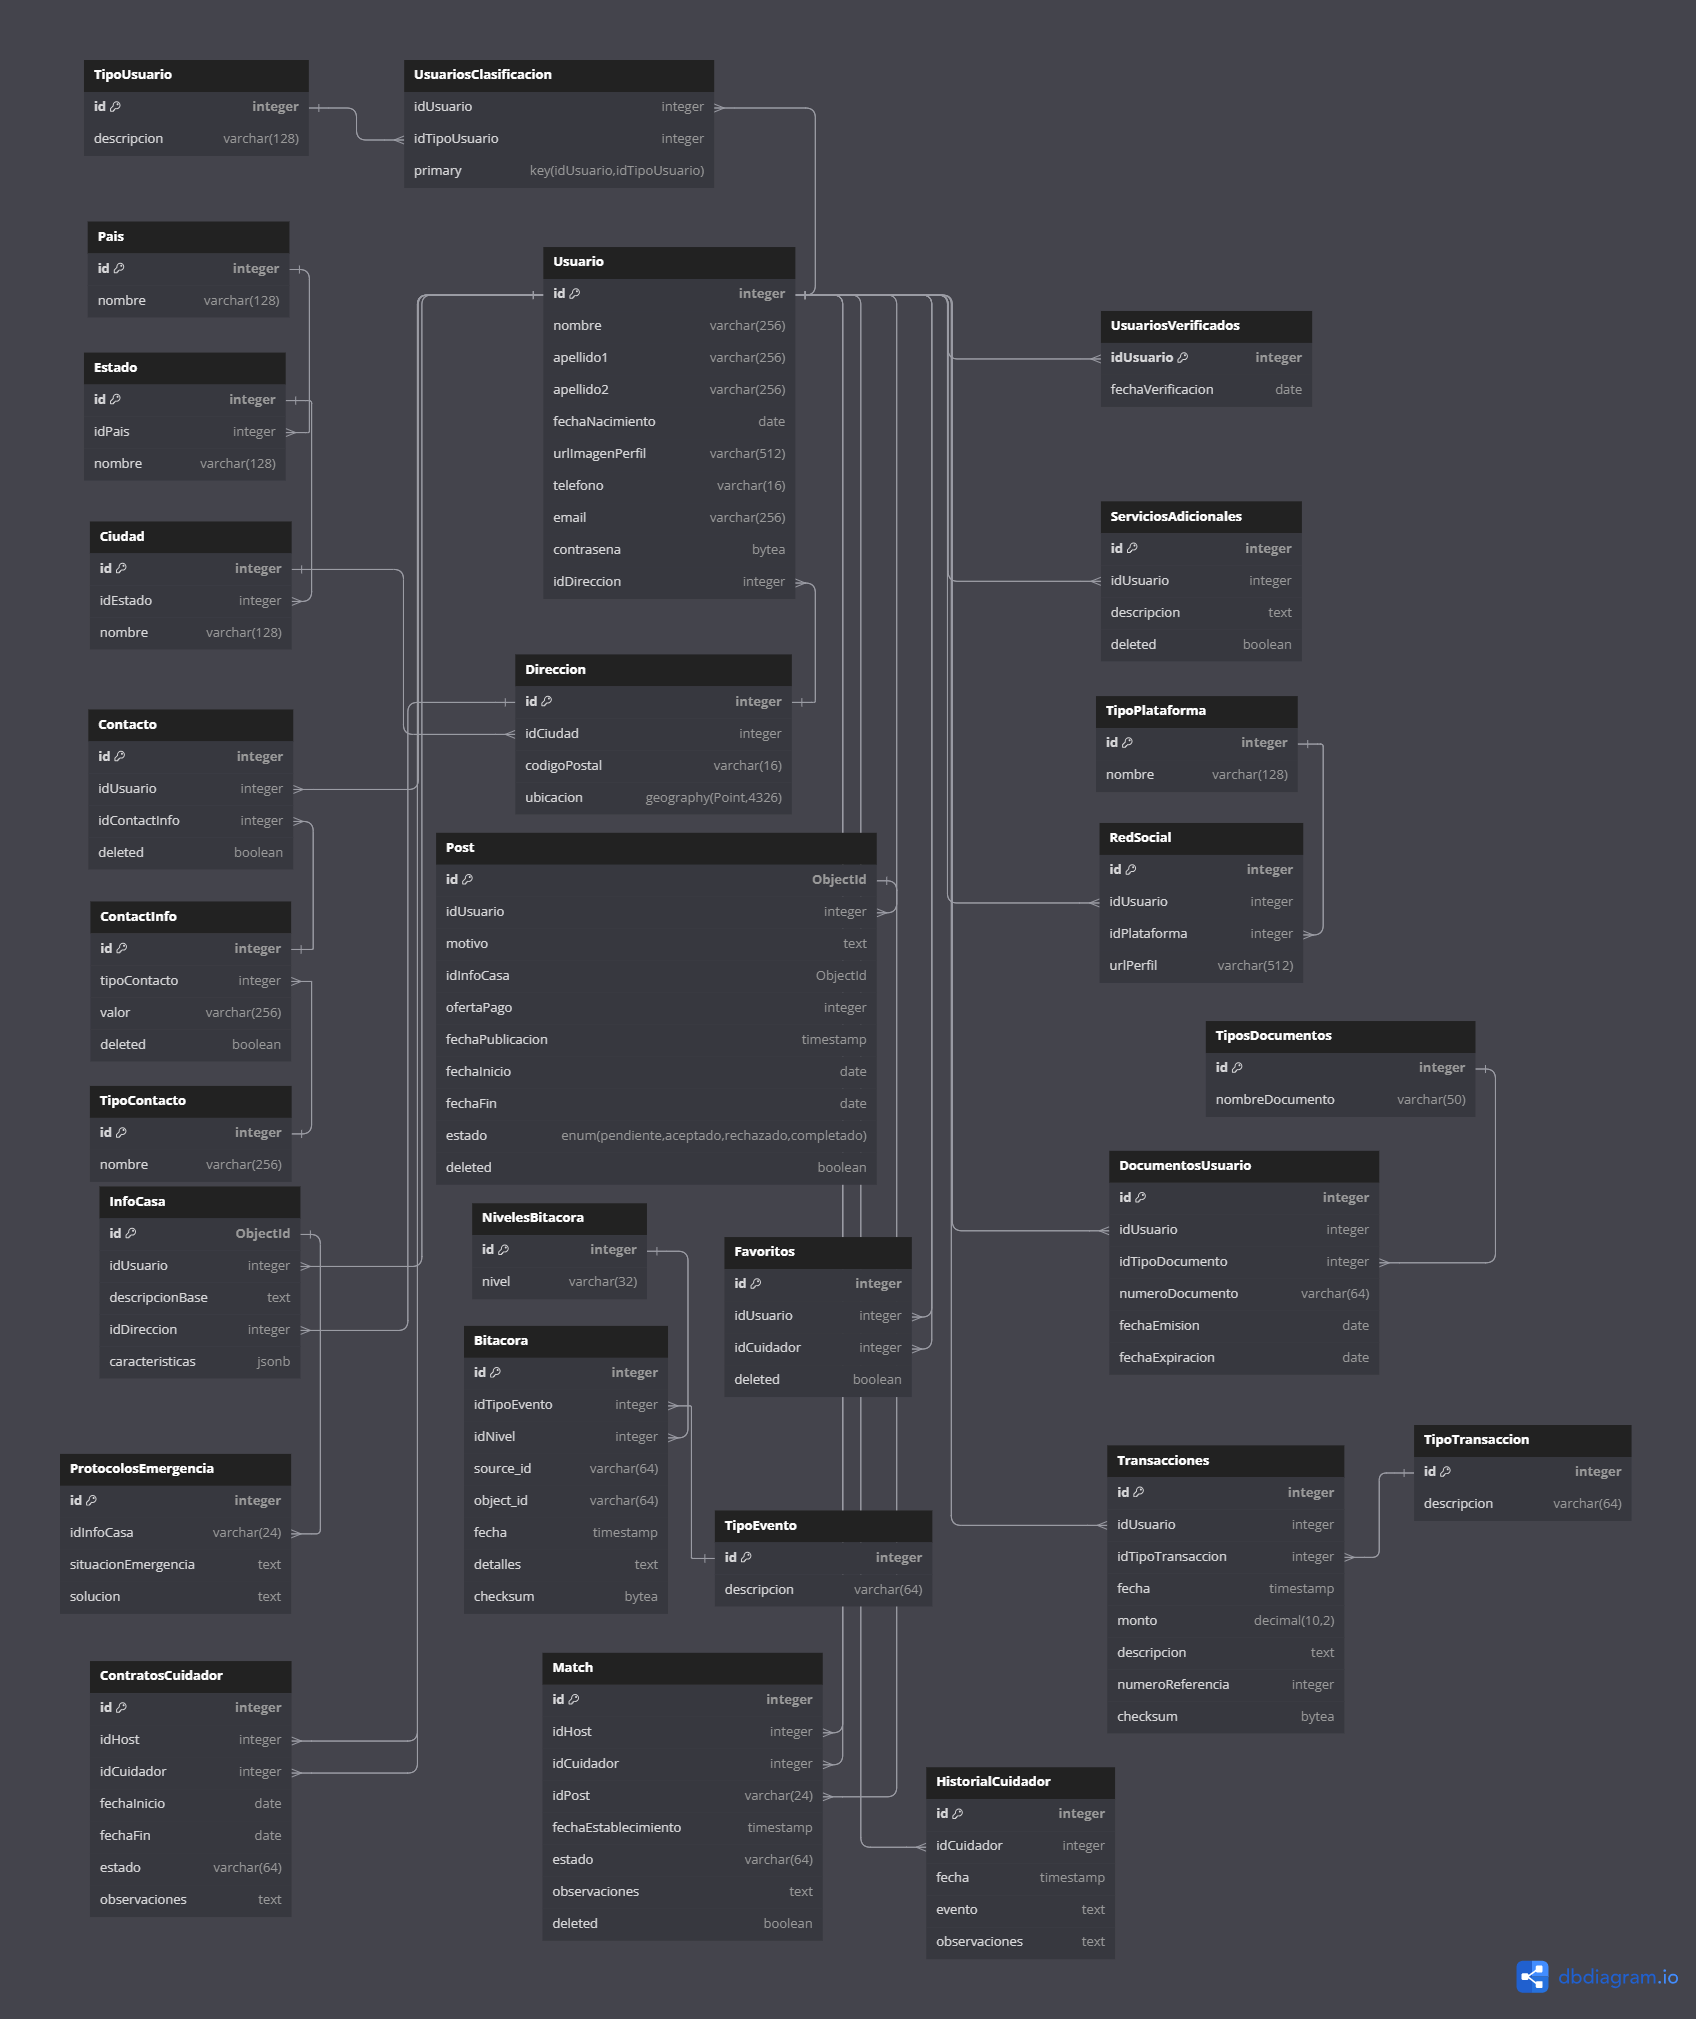 TipoUsuario
id integer
descripcion varchar(128)
UsuariosClasificacion
idUsuario integer
idTipoUsuario integer
primary key(idUsuario,idTipoUsuario)
Pais
id integer
nombre varchar(128)
Estado
id integer
idPais integer
nombre varchar(128)
Ciudad
id integer
idEstado integer
nombre varchar(128)
Usuario
id integer
nombre varchar(256)
apellido1 varchar(256)
apellido2 varchar(256)
fechaNacimiento date
urlImagenPerfil varchar(512)
telefono varchar(16)
email varchar(256)
contrasena bytea
idDireccion integer
UsuariosVerificados
idUsuario integer
fechaVerificacion date
ServiciosAdicionales
id integer
idUsuario integer
descripcion text
deleted boolean
Direccion
id integer
idCiudad integer
codigoPostal varchar(16)
ubicacion geography(Point,4326)
Contacto
id integer
idUsuario integer
idContactInfo integer
deleted boolean
TipoPlataforma
id integer
nombre varchar(128)
RedSocial
id integer
idUsuario integer
idPlataforma integer
urlPerfil varchar(512)
ContactInfo
id integer
tipoContacto integer
valor varchar(256)
deleted boolean
TipoContacto
id integer
nombre varchar(256)
Post
id ObjectId
idUsuario integer
motivo text
idInfoCasa ObjectId
ofertaPago integer
fechaPublicacion timestamp
fechaInicio date
fechaFin date
estado enum(pendiente,aceptado,rechazado,completado)
deleted boolean
TiposDocumentos
id integer
nombreDocumento varchar(50)
DocumentosUsuario
id integer
idUsuario integer
idTipoDocumento integer
numeroDocumento varchar(64)
fechaEmision date
fechaExpiracion date
InfoCasa
id ObjectId
idUsuario integer
descripcionBase text
idDireccion integer
caracteristicas jsonb
NivelesBitacora
id integer
nivel varchar(32)
Favoritos
id integer
idUsuario integer
idCuidador integer
deleted boolean
Bitacora
id integer
idTipoEvento integer
idNivel integer
source_id varchar(64)
object_id varchar(64)
fecha timestamp
detalles text
checksum bytea
TipoEvento
id integer
descripcion varchar(64)
ProtocolosEmergencia
id integer
idInfoCasa varchar(24)
situacionEmergencia text
solucion text
Transacciones
id integer
idUsuario integer
idTipoTransaccion integer
fecha timestamp
monto decimal(10,2)
descripcion text
numeroReferencia integer
checksum bytea
TipoTransaccion
id integer
descripcion varchar(64)
ContratosCuidador
id integer
idHost integer
idCuidador integer
fechaInicio date
fechaFin date
estado varchar(64)
observaciones text
Match
id integer
idHost integer
idCuidador integer
idPost varchar(24)
fechaEstablecimiento timestamp
estado varchar(64)
observaciones text
deleted boolean
HistorialCuidador
id integer
idCuidador integer
fecha timestamp
evento text
observaciones text
dbdiagram.io